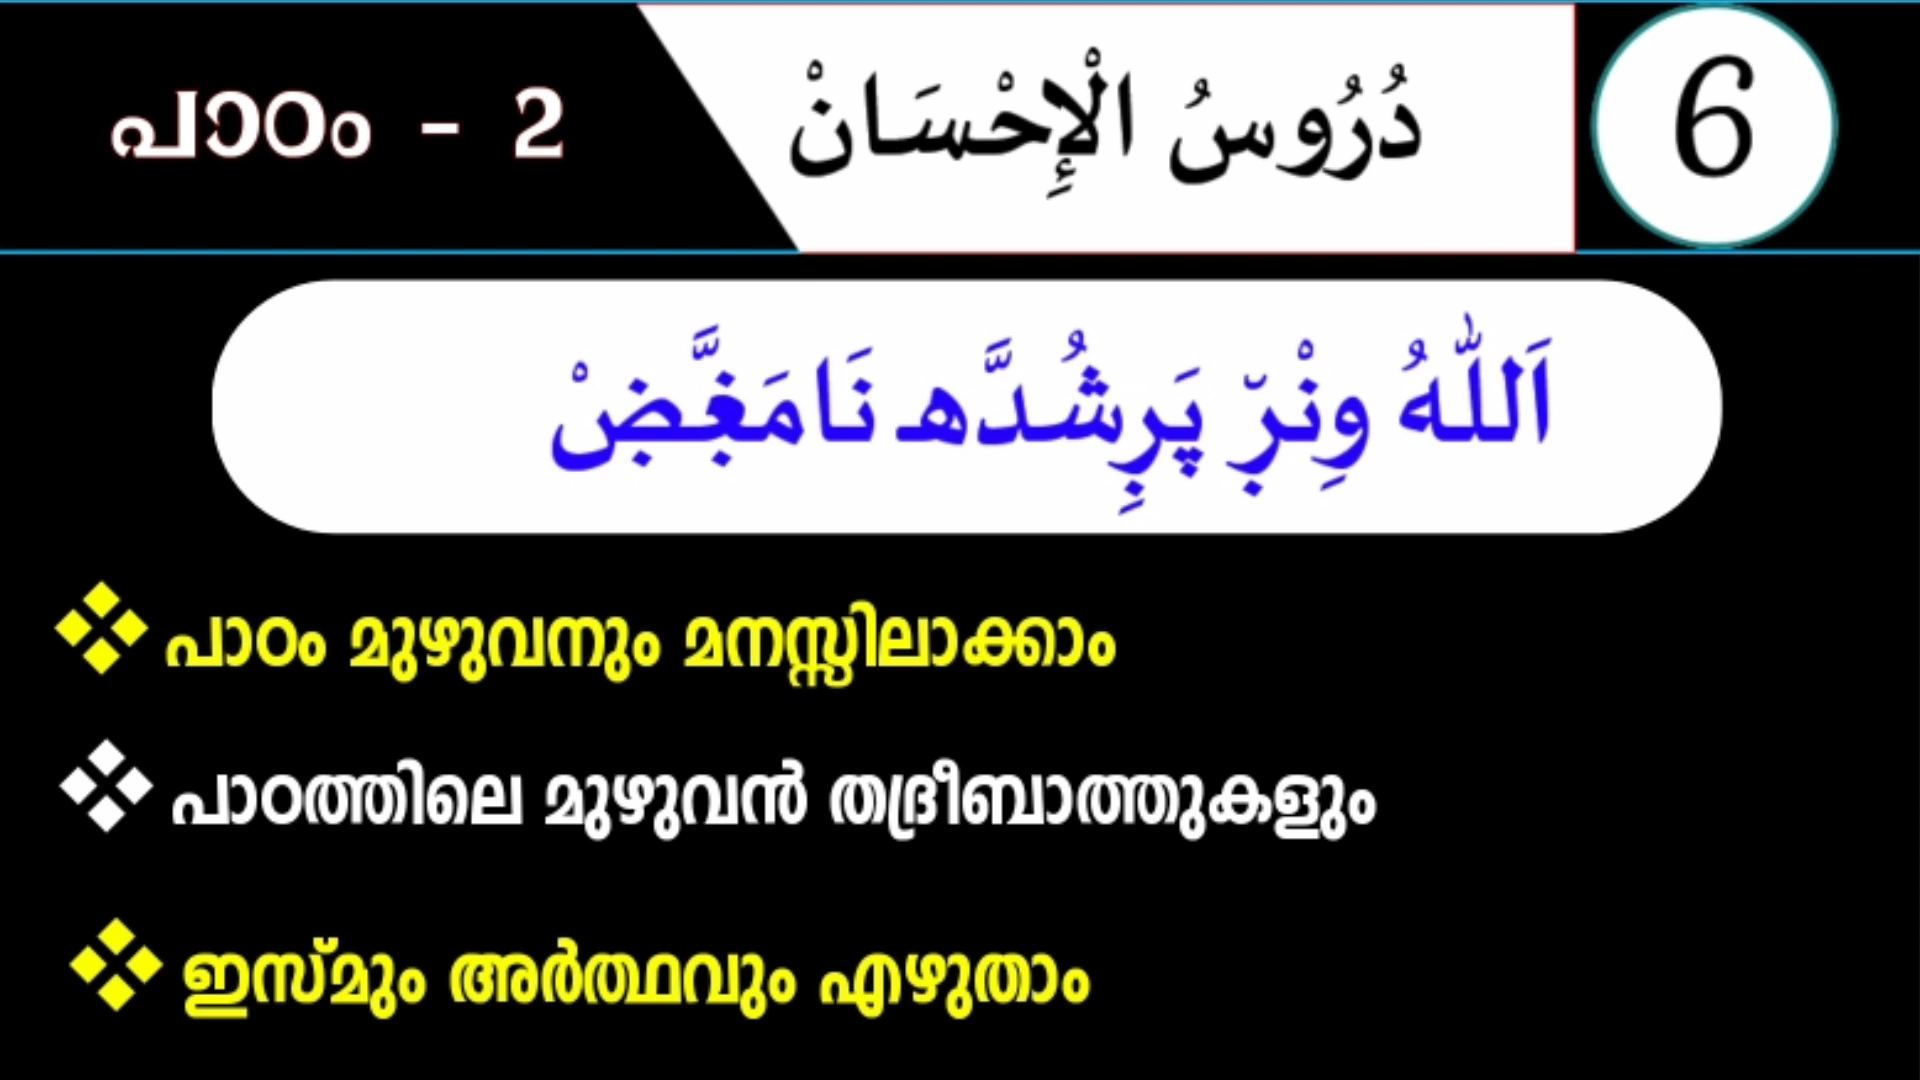 പാഠം - 2
دُرُوسُ الْإِحْسَانْ
6
اَللّٰهُ وِنْڔ پَرِشُدَّھ نَامَغَّضْ
പാഠം മുഴുവനും മനസ്സിലാക്കാം
പാഠത്തിലെ മുഴുവൻ തദ്രീബാത്തുകളും
ഇസ്മും അർത്ഥവും എഴുതാം